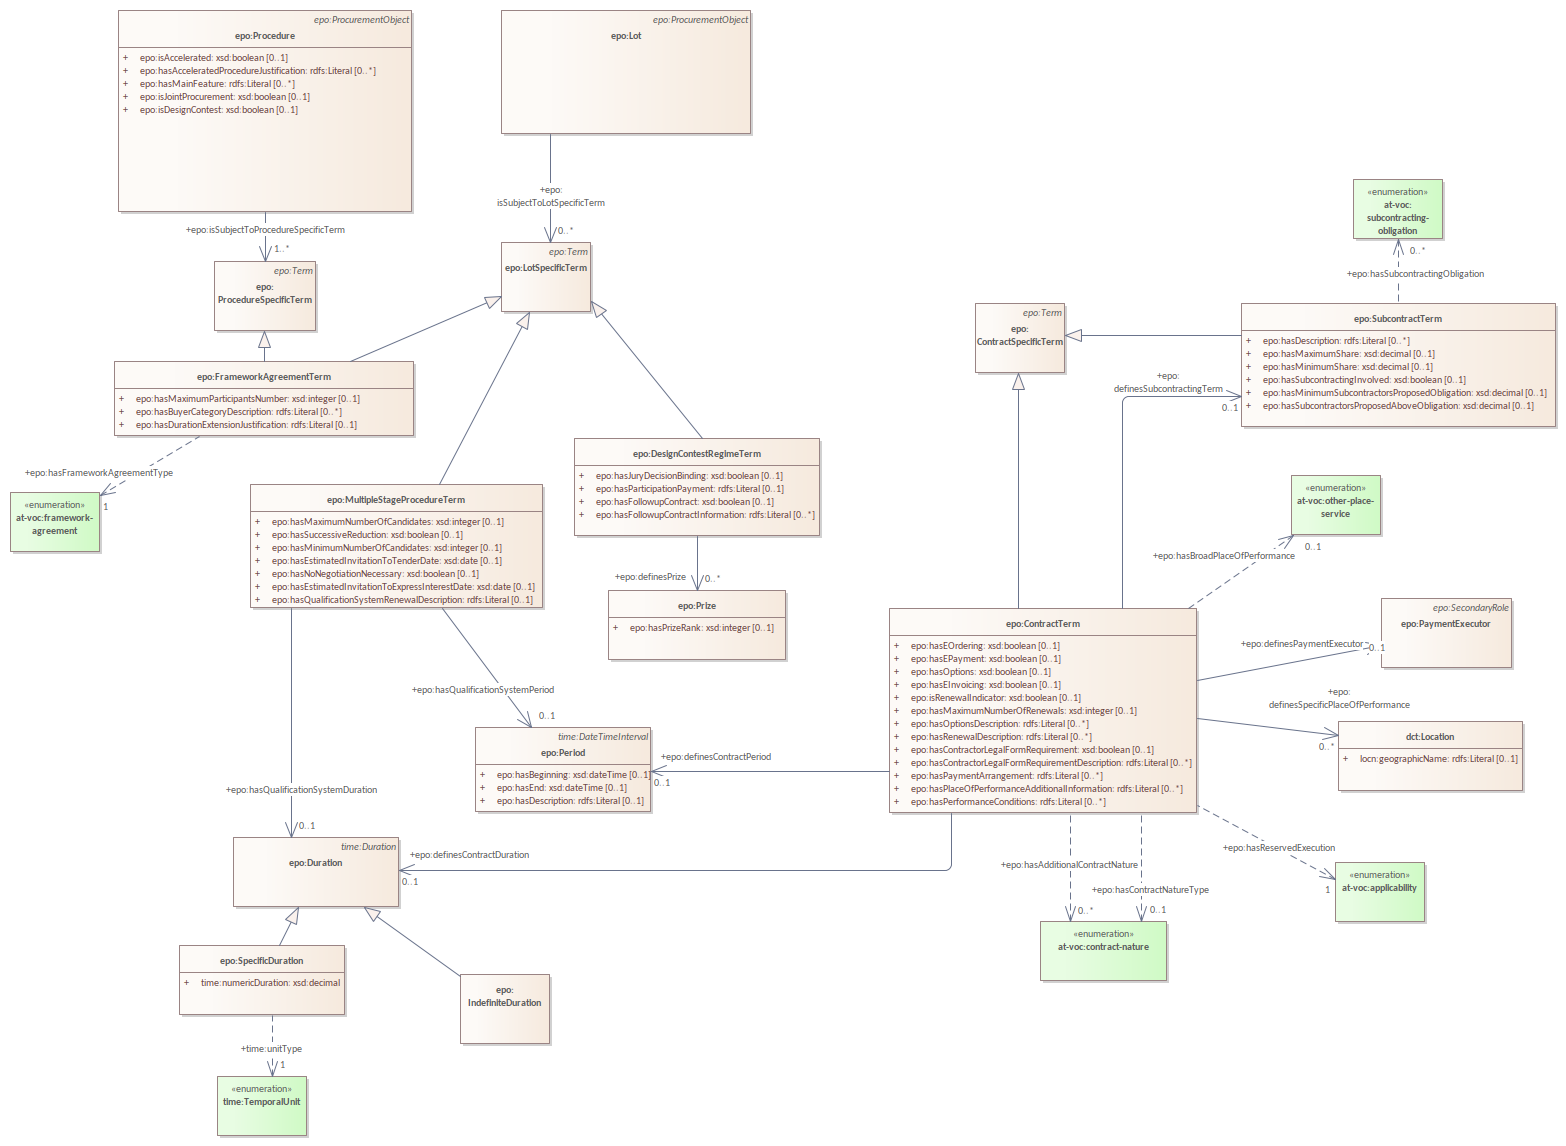 epo:ProcurementObject
epo:Procedure
+ epo:isAccelerated: xsd:boolean [0..1]
+ epo:hasAcceleratedProcedureJustification: rdfs:Literal [0..*]
+ epo:hasMainFeature: rdfs:Literal [0..*]
+ epo:isJointProcurement: xsd:boolean [0..1]
+ epo:isDesignContest: xsd:boolean [0..1]
epo:ProcurementObject
epo:Lot
+epo:isSubjectToProcedureSpecificTerm
1..*
+epo:
isSubjectToLotSpecificTerm
0..*
epo:Term
epo:
ProcedureSpecificTerm
epo:Term
epo:LotSpecificTerm
«enumeration»
at-voc:
subcontracting-
obligation
0..*
+epo:hasSubcontractingObligation
epo:Term
epo:
ContractSpecificTerm
epo:SubcontractTerm
+ epo:hasDescription: rdfs:Literal [0..*]
+ epo:hasMaximumShare: xsd:decimal [0..1]
+ epo:hasMinimumShare: xsd:decimal [0..1]
+ epo:hasSubcontractingInvolved: xsd:boolean [0..1]
+ epo:hasMinimumSubcontractorsProposedObligation: xsd:decimal [0..1]
+ epo:hasSubcontractorsProposedAboveObligation: xsd:decimal [0..1]
+epo:
definesSubcontractingTerm
0..1
epo:FrameworkAgreementTerm
+ epo:hasMaximumParticipantsNumber: xsd:integer [0..1]
+ epo:hasBuyerCategoryDescription: rdfs:Literal [0..*]
+ epo:hasDurationExtensionJustification: rdfs:Literal [0..1]
+epo:hasFrameworkAgreementType
1
«enumeration»
at-voc:framework-
agreement
epo:MultipleStageProcedureTerm
+ epo:hasMaximumNumberOfCandidates: xsd:integer [0..1]
+ epo:hasSuccessiveReduction: xsd:boolean [0..1]
+ epo:hasMinimumNumberOfCandidates: xsd:integer [0..1]
+ epo:hasEstimatedInvitationToTenderDate: xsd:date [0..1]
+ epo:hasNoNegotiationNecessary: xsd:boolean [0..1]
+ epo:hasEstimatedInvitationToExpressInterestDate: xsd:date [0..1]
+ epo:hasQualificationSystemRenewalDescription: rdfs:Literal [0..1]
epo:DesignContestRegimeTerm
+ epo:hasJuryDecisionBinding: xsd:boolean [0..1]
+ epo:hasParticipationPayment: rdfs:Literal [0..1]
+ epo:hasFollowupContract: xsd:boolean [0..1]
+ epo:hasFollowupContractInformation: rdfs:Literal [0..*]
+epo:definesPrize
0..*
epo:Prize
+ epo:hasPrizeRank: xsd:integer [0..1]
«enumeration»
at-voc:other-place-
service
0..1
+epo:hasBroadPlaceOfPerformance
epo:ContractTerm
+ epo:hasEOrdering: xsd:boolean [0..1]
+ epo:hasEPayment: xsd:boolean [0..1]
+ epo:hasOptions: xsd:boolean [0..1]
+ epo:hasEInvoicing: xsd:boolean [0..1]
+ epo:isRenewalIndicator: xsd:boolean [0..1]
+ epo:hasMaximumNumberOfRenewals: xsd:integer [0..1]
+ epo:hasOptionsDescription: rdfs:Literal [0..*]
+ epo:hasRenewalDescription: rdfs:Literal [0..*]
+ epo:hasContractorLegalFormRequirement: xsd:boolean [0..1]
+ epo:hasContractorLegalFormRequirementDescription: rdfs:Literal [0..*]
+ epo:hasPaymentArrangement: rdfs:Literal [0..*]
+ epo:hasPlaceOfPerformanceAdditionalInformation: rdfs:Literal [0..*]
+ epo:hasPerformanceConditions: rdfs:Literal [0..*]
epo:SecondaryRole
epo:PaymentExecutor
+epo:definesPaymentExecutor
0..1
+epo:
definesSpecificPlaceOfPerformance
0..*
dct:Location
+ locn:geographicName: rdfs:Literal [0..1]
+epo:hasQualificationSystemPeriod
0..1
time:DateTimeInterval
epo:Period
+ epo:hasBeginning: xsd:dateTime [0..1]
+ epo:hasEnd: xsd:dateTime [0..1]
+ epo:hasDescription: rdfs:Literal [0..1]
+epo:definesContractPeriod
0..1
+epo:hasQualificationSystemDuration
0..1
time:Duration
epo:Duration
+epo:definesContractDuration
0..1
+epo:hasAdditionalContractNature
0..*
+epo:hasContractNatureType
0..1
«enumeration»
at-voc:contract-nature
+epo:hasReservedExecution
1
«enumeration»
at-voc:applicability
epo:SpecificDuration
+ time:numericDuration: xsd:decimal
epo:
IndefiniteDuration
+time:unitType
1
«enumeration»
time:TemporalUnit